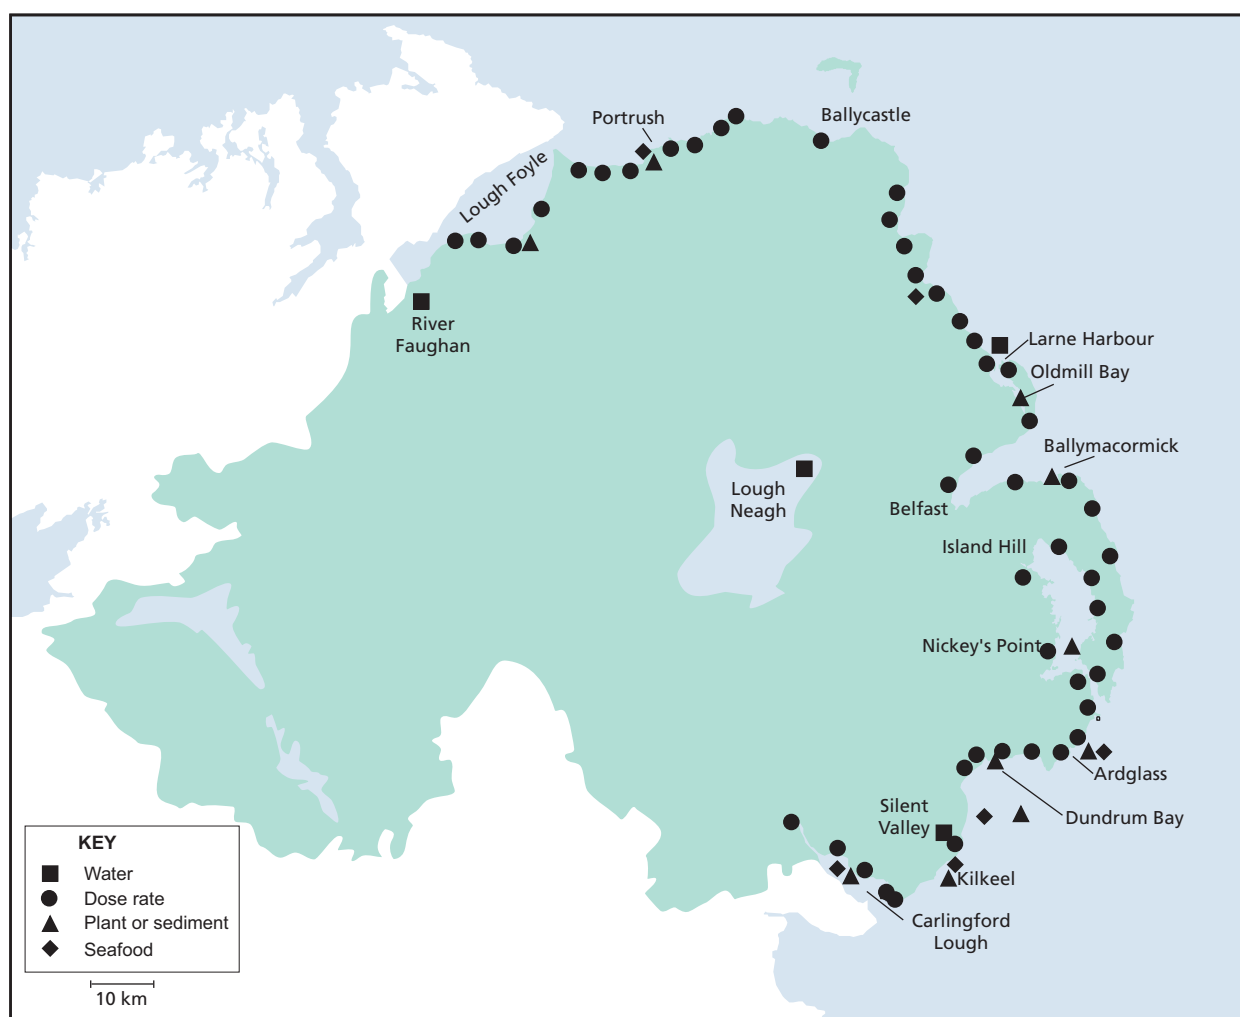 Portrush
Ballycastle
Lough Foyle
River
Faughan
Larne Harbour
Oldmill Bay
Ballymacormick
Lough
Neagh
Belfast
Island Hill
Nickey's Point
Ardglass
Silent
Valley
Dundrum Bay
Kilkeel
Carlingford
Lough
KEY
Water
Dose rate
Plant or sediment
Seafood
10 km